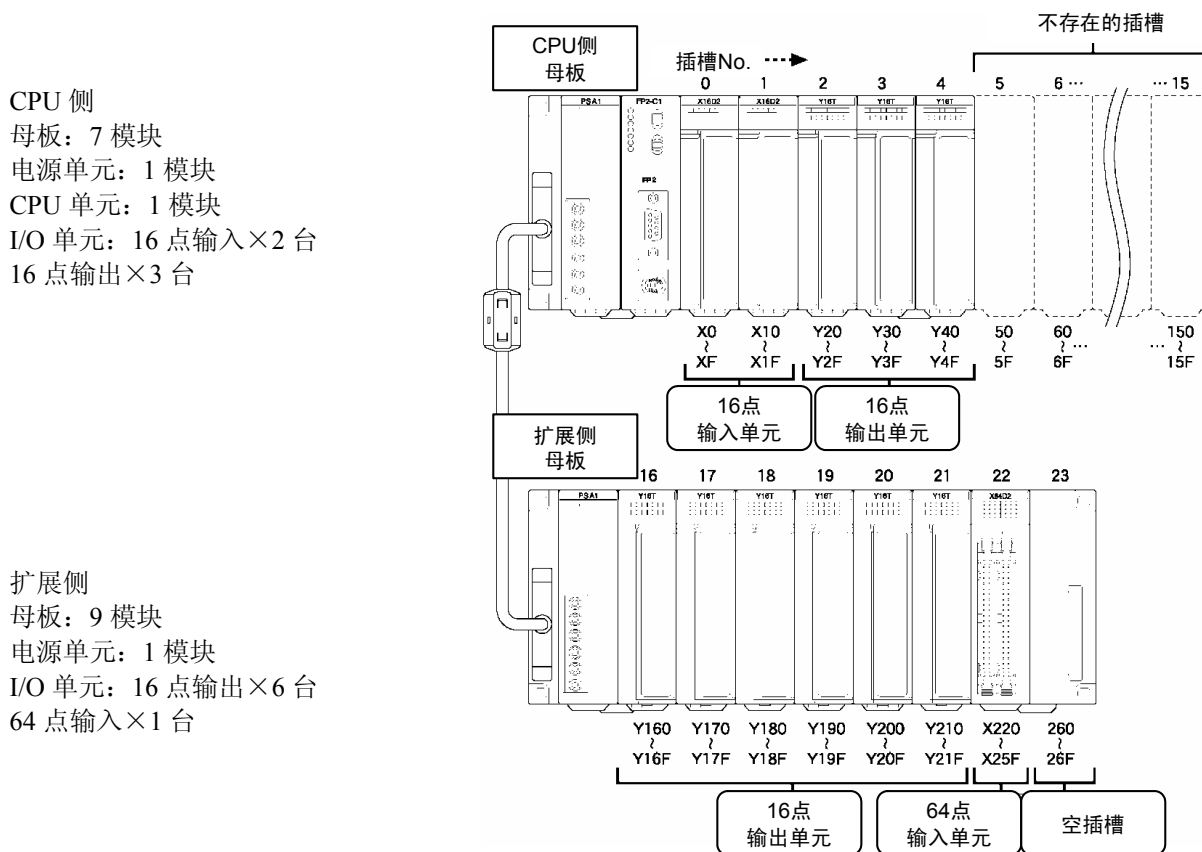 CPU 侧
母板：7 模块
电源单元：1 模块
CPU 单元：1 模块
I/O 单元：16 点输入×2 台
16 点输出×3 台
CPU侧
母板
插槽No.
不存在的插槽
0 1 2 3 4 5 6 ··· ··· 15
PSA1 FP2-C1 X16D2 X16D2 Y16T Y16T Y16T
FP2
X0 X10 Y20 Y30 Y40 50 60 150
~ ~ ~ ~ ~ ~ ~ ··· ··· ~
XF X1F Y2F Y3F Y4F 5F 6F 15F
16点
输入单元
16点
输出单元
扩展侧
母板
16 17 18 19 20 21 22 23
PSA1 Y16T Y16T Y16T Y16T Y16T Y16T X64D2
扩展侧
母板：9 模块
电源单元：1 模块
I/O 单元：16 点输出×6 台
64 点输入×1 台
Y160 Y170 Y180 Y190 Y200 Y210 X220 260
~ ~ ~ ~ ~ ~ ~ ~
Y16F Y17F Y18F Y19F Y20F Y21F X25F 26F
16点
输出单元
64点
输入单元
空插槽